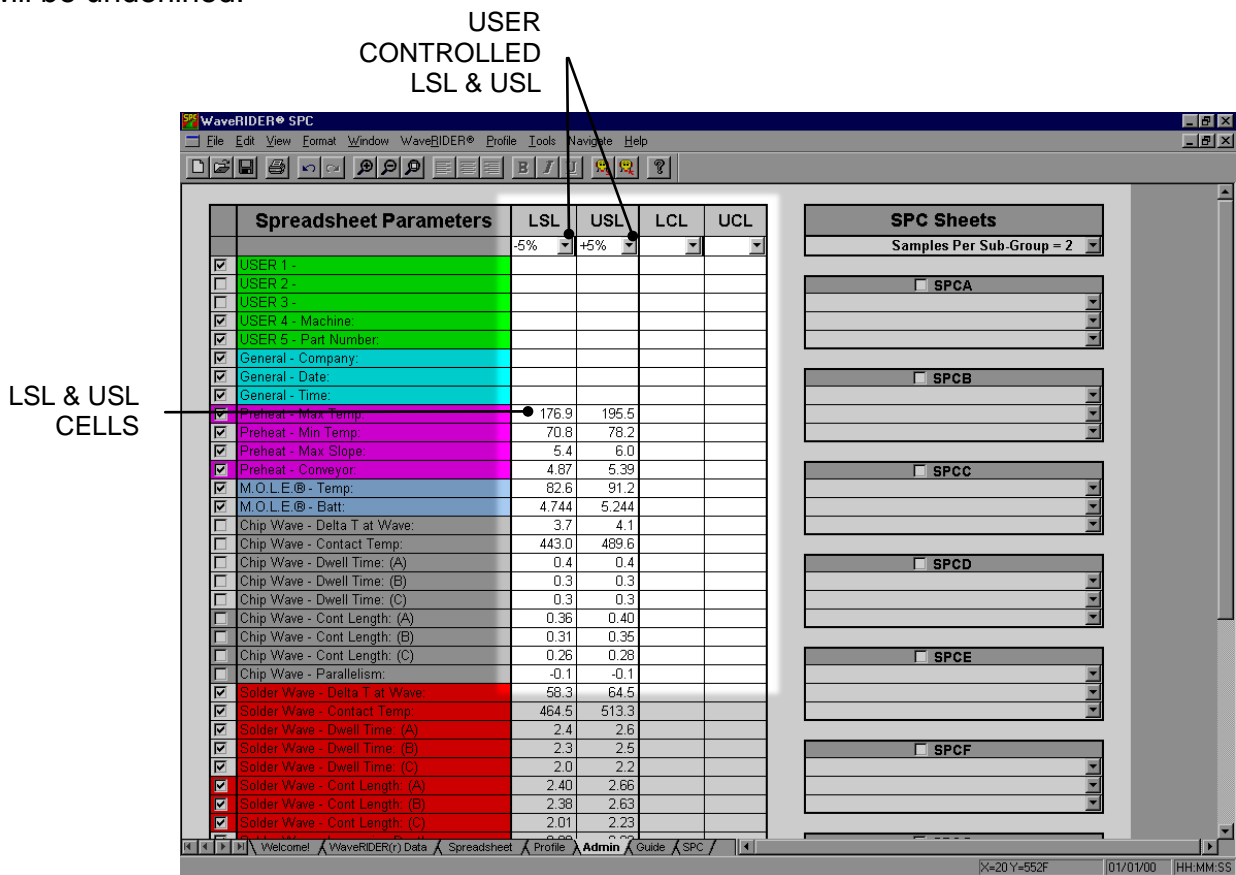 will be underlined.
USER
CONTROLLED
LSL & USL
WaveRIDER® SPC
File Edit View Format Window WaveRIDER® Profile Tools Navigate Help
B I U
Spreadsheet Parameters LSL USL LCL UCL
-5% +5%
USER 1 -
USER 2 -
USER 3 -
USER 4 - Machine:
USER 5 - Part Number:
General - Company:
General - Date:
General - Time:
LSL & USL
CELLS
Preheat - Max Temp: 176.9 195.5
Preheat - Min Temp: 70.8 78.2
Preheat - Max Slope: 5.4 6.0
Preheat - Conveyor: 4.87 5.39
M.O.L.E.® - Temp: 82.6 91.2
M.O.L.E.® - Batt: 4.744 5.244
Chip Wave - Delta T at Wave: 3.7 4.1
Chip Wave - Contact Temp: 443.0 489.6
Chip Wave - Dwell Time: (A) 0.4 0.4
Chip Wave - Dwell Time: (B) 0.3 0.3
Chip Wave - Dwell Time: (C) 0.3 0.3
Chip Wave - Cont Length: (A) 0.36 0.40
Chip Wave - Cont Length: (B) 0.31 0.35
Chip Wave - Cont Length: (C) 0.26 0.28
Chip Wave - Parallelism: -0.1 -0.1
Solder Wave - Delta T at Wave: 58.3 64.5
Solder Wave - Contact Temp: 464.5 513.3
Solder Wave - Dwell Time: (A) 2.4 2.6
Solder Wave - Dwell Time: (B) 2.3 2.5
Solder Wave - Dwell Time: (C) 2.0 2.2
Solder Wave - Cont Length: (A) 2.40 2.66
Solder Wave - Cont Length: (B) 2.38 2.63
Solder Wave - Cont Length: (C) 2.01 2.23
SPC Sheets
Samples Per Sub-Group = 2
SPCA
SPCB
SPCC
SPCD
SPCE
SPCF
Welcome! WaveRIDER(r) Data Spreadsheet Profile Admin Guide SPC
X=20 Y=552F 01/01/00 HH:MM:SS